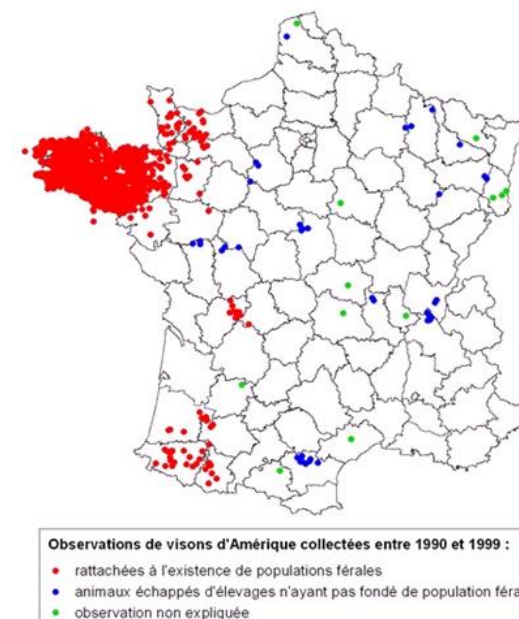 Observations de visons d'Amérique collectées entre 1990 et 1999 :
rattachées à l'existence de populations férales
animaux échappés d'élevages n'ayant pas fondé de population
observation non expliquée